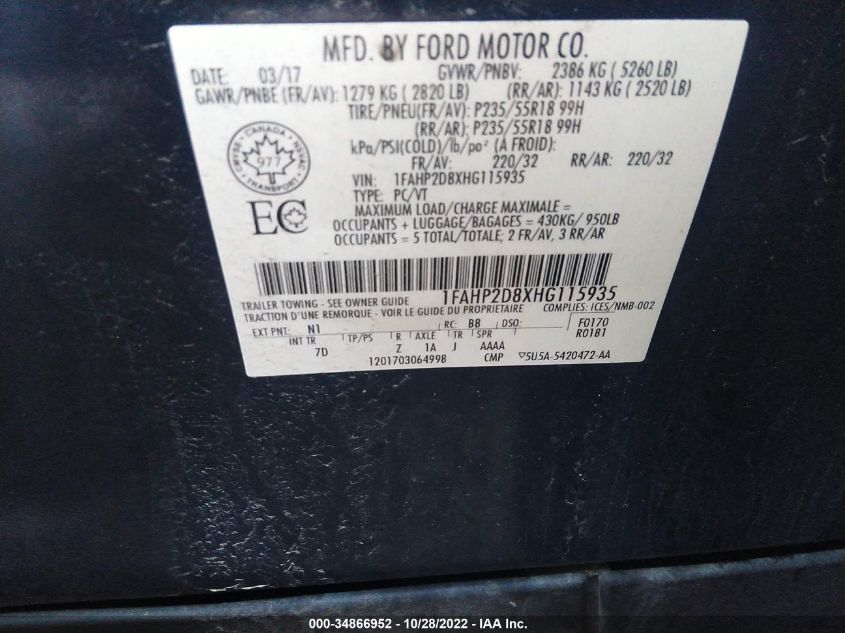 MFD. BY FORD MOTOR CO.
DATE: 03/17 GVWR/PNBV: 2386 KG ( 5260 LB)
GAWR/PNBE (FR/AV): 1279 KG ( 2820 LB) (RR/AR): 1143 KG ( 2520 LB)
TIRE/PNEU(FR/AV): P235/55R18 99H
(RR/AR): P235/55R18 99H
kPa/PSI(COLD)/lb/po² (A FROID):
FR/AV: 220/32 RR/AR: 220/32
CANADA
CMVSS NSVAC
977
TRANSPORT
VIN: 1FAHP2D8XHG115935
TYPE: PC/VT
EC
MAXIMUM LOAD/CHARGE MAXIMALE =
OCCUPANTS + LUGGAGE/BAGAGES = 430KG/ 950LB
OCCUPANTS = 5 TOTAL/TOTALE; 2 FR/AV, 3 RR/AR
1FAHP2D8XHG115935
TRAILER TOWING - SEE OWNER GUIDE
COMPLIES: ICES/NMB-002
TRACTION D'UNE REMORQUE - VOIR LE GUIDE DU PROPRIETAIRE
EXT PNT: N1 RC: BB DSO: F0170
INT TR TP/PS R AXLE TR SPR R0181
7D Z 1A J AAAA
1201703064998 CMP ▽5U5A-5420472-AA
000-34866952 | 10/28/2022 - IAA Inc.